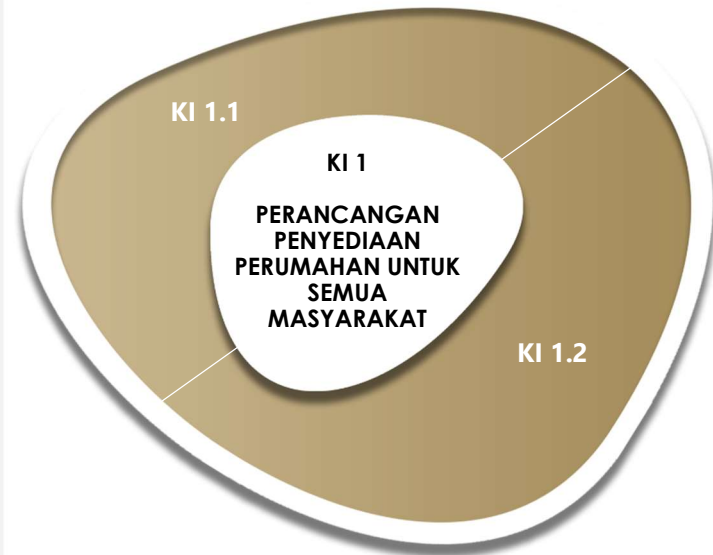 KI 1.1
KI 1
PERANCANGAN
PENYEDIAAN
PERUMAHAN UNTUK
SEMUA
MASYARAKAT
KI 1.2